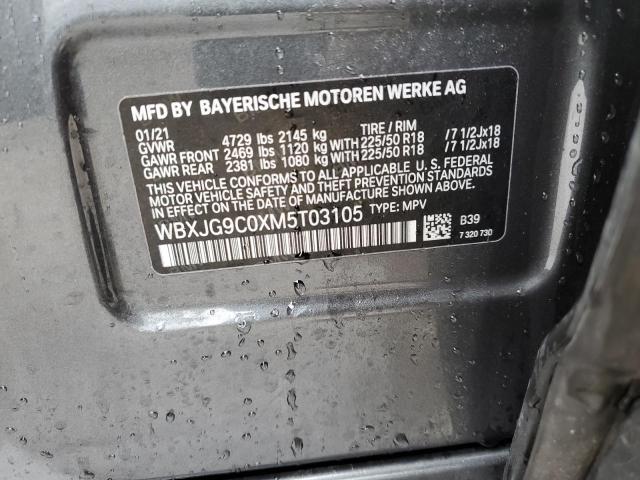 MFD BY BAYERISCHE MOTOREN WERKE AG
01/21 TIRE / RIM
GVWR 4729 lbs 2145 kg
GAWR FRONT 2469 lbs 1120 kg WITH 225/50 R18 / 7 1/2Jx18
GAWR REAR 2381 lbs 1080 kg WITH 225/50 R18 / 7 1/2Jx18
THIS VEHICLE CONFORMS TO ALL APPLICABLE U. S. FEDERAL
MOTOR VEHICLE SAFETY AND THEFT PREVENTION STANDARDS
IN EFFECT ON THE DATE OF MANUFACTURE SHOWN ABOVE.
WBXJG9C0XM5T03105 TYPE: MPV
B39
7 320 730